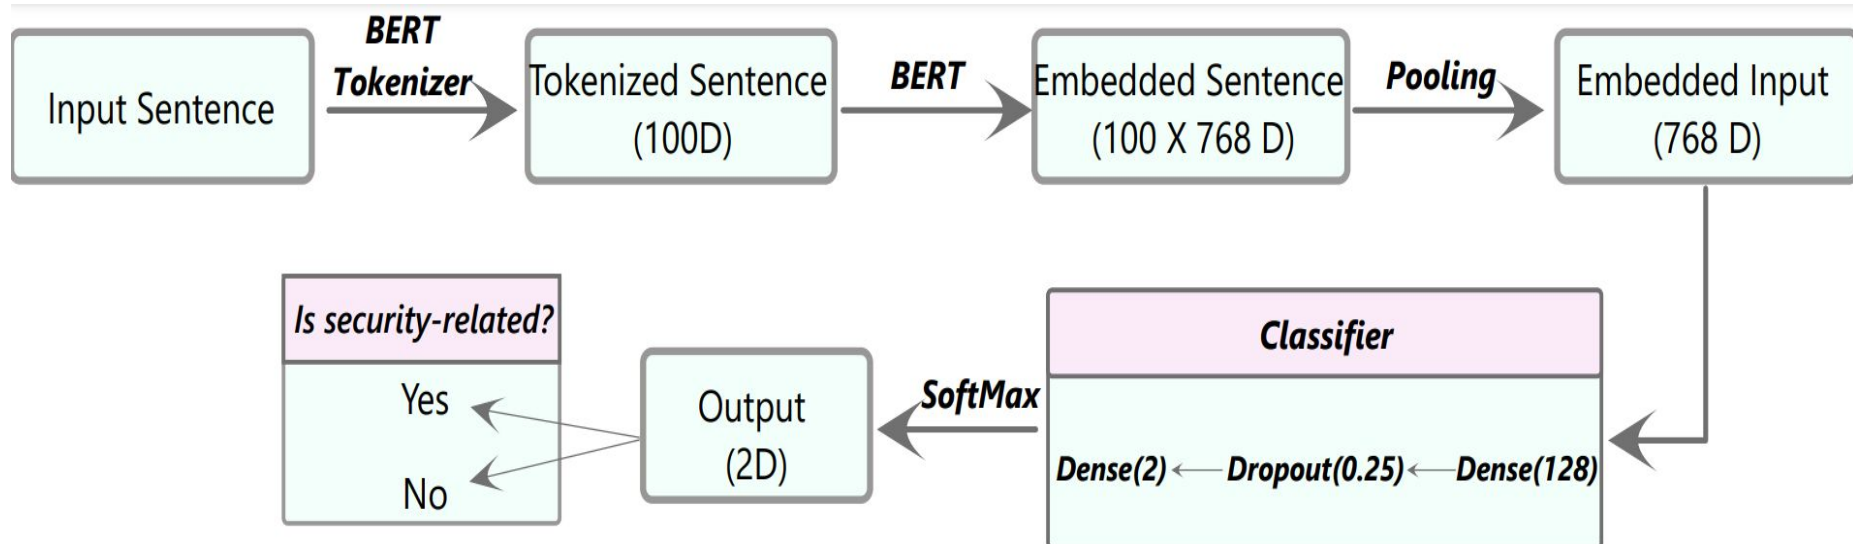 Input Sentence
BERT
Tokenizer
Tokenized Sentence
(100D)
BERT
Embedded Sentence
(100 X 768 D)
Pooling
Embedded Input
(768 D)
Classifier
Dense(128)
Dropout(0.25)
Dense(2)
SoftMax
Output
(2D)
Is security-related?
Yes
No